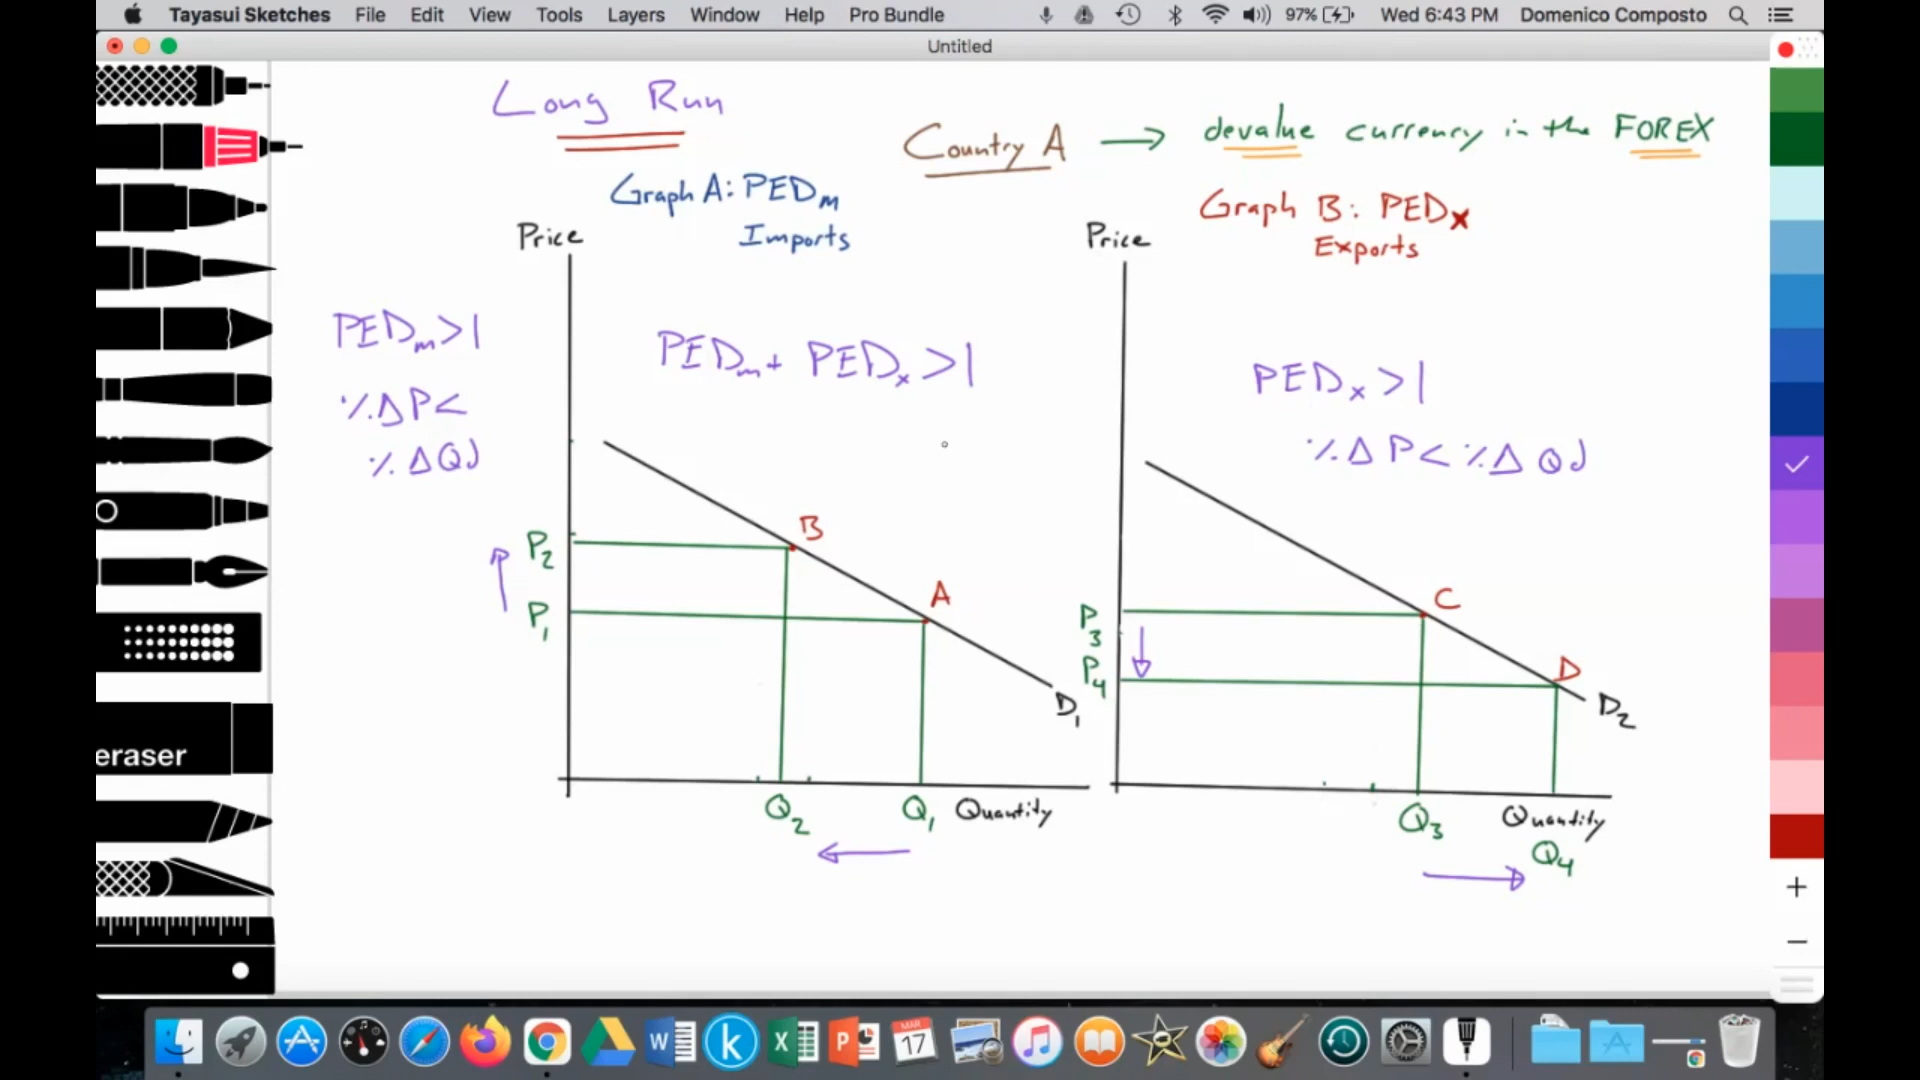 Tayasui Sketches File Edit View Tools Layers Window Help Pro Bundle 97% Wed 6:43 PM Domenico Composto
Untitled
Long Run
Country A → devalue currency in the FOREX
Graph A: PEDm
Imports
Graph B: PEDx
Exports
Price
Price
PEDm > 1
%ΔP <
%ΔQd
PEDm + PEDx > 1
PEDx > 1
%ΔP < %ΔQd
B
P2
A
P1
D1
C
P3
P4
D
D2
Q2
Q1
Quantity
Q3
Quantity
Q4
eraser
W
k
X
P
MAR
17